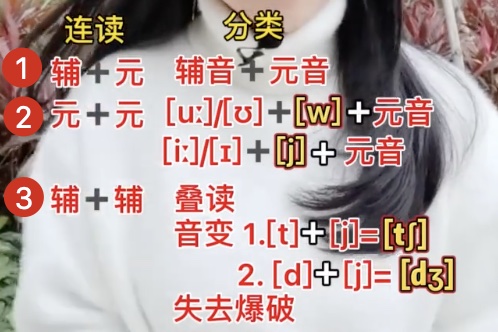 连读 分类
1 辅+元 辅音+元音
2 元+元 [uː]/[ʊ]+[w]+元音
[iː]/[ɪ]+[j]+元音
3 辅+辅 叠读
音变 1.[t]+[j]=[tʃ]
2. [d]+[j]=[dʒ]
失去爆破